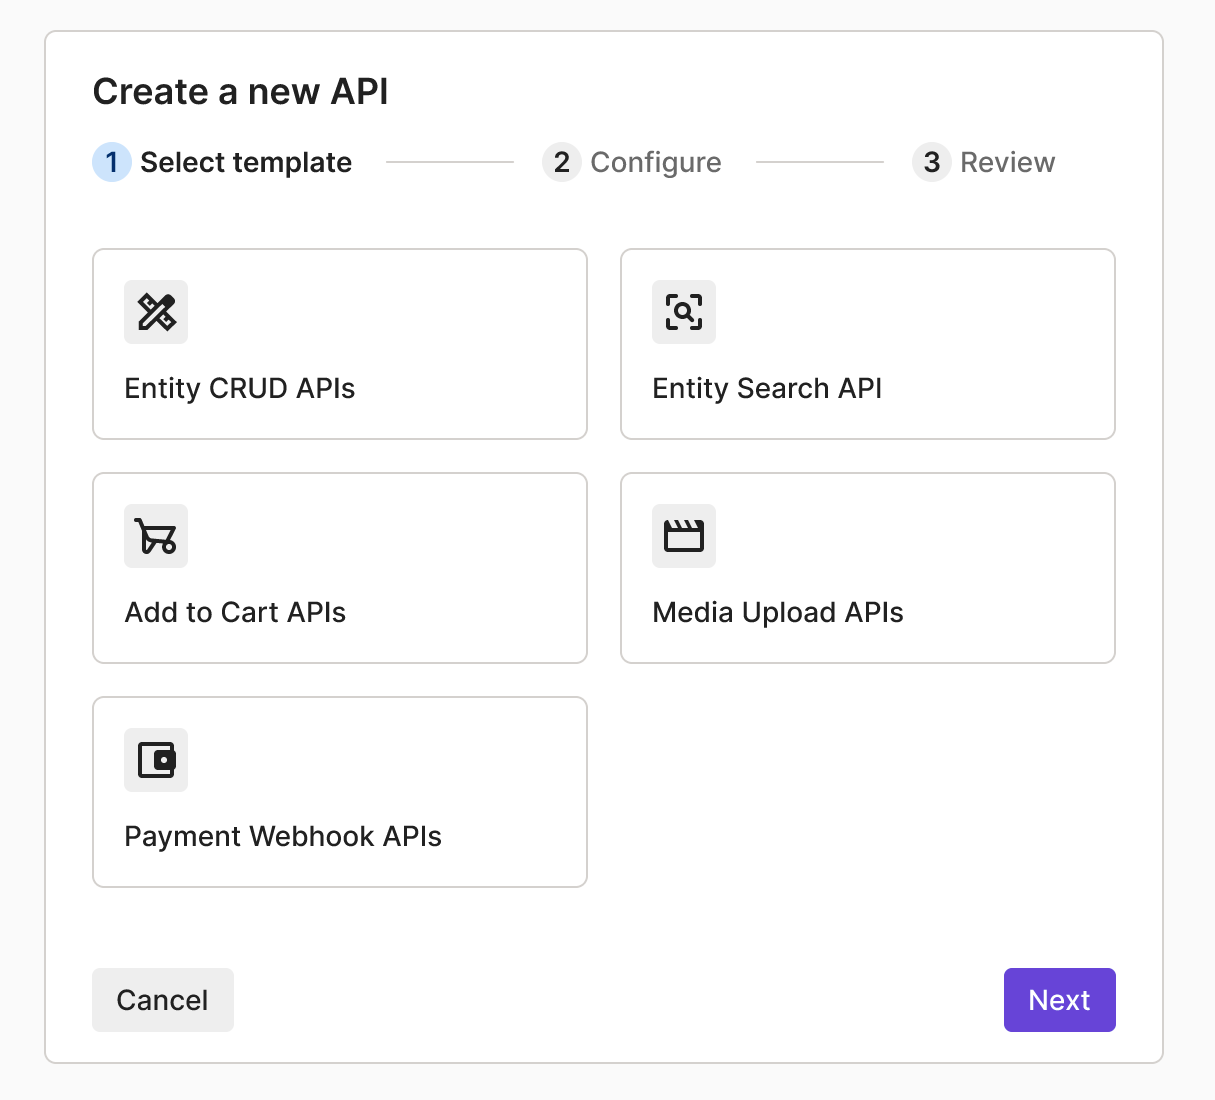 Create a new API
1 Select template 2 Configure 3 Review
Entity CRUD APIs
Entity Search API
Add to Cart APIs
Media Upload APIs
Payment Webhook APIs
Cancel
Next